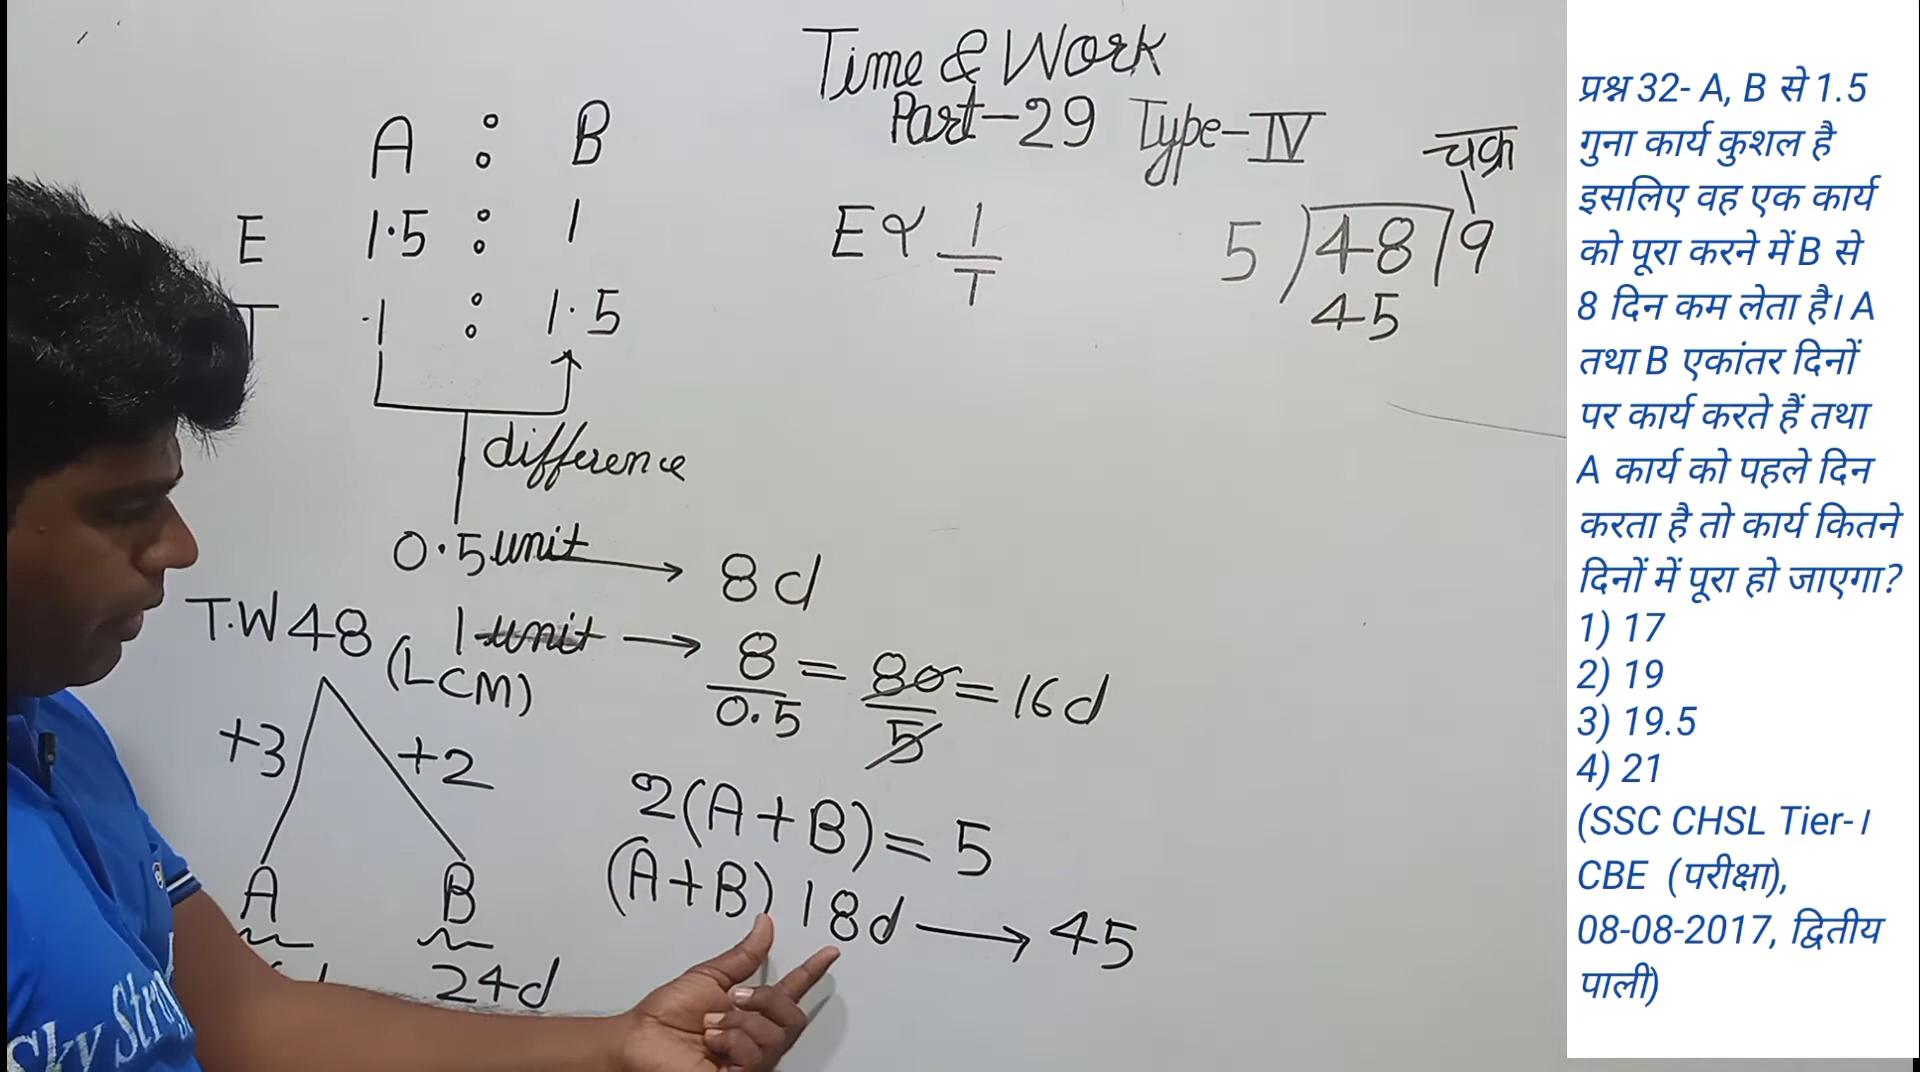 Time & Work
Part-29 Type-IV
A : B
E 1.5 : 1
T 1 : 1.5
E ∝ 1/T
चक्र
5 ) 48 ( 9
45
difference
0.5 unit → 8d
1 unit → 8/0.5 = 80/5 = 16d
T.W 48 (LCM)
+3 +2
A B
24d
2(A+B) = 5
(A+B) 18d → 45
Sky
प्रश्न 32- A, B से 1.5
गुना कार्य कुशल है
इसलिए वह एक कार्य
को पूरा करने में B से
8 दिन कम लेता है। A
तथा B एकांतर दिनों
पर कार्य करते हैं तथा
A कार्य को पहले दिन
करता है तो कार्य कितने
दिनों में पूरा हो जाएगा?
1) 17
2) 19
3) 19.5
4) 21
(SSC CHSL Tier-।
CBE (परीक्षा),
08-08-2017, द्वितीय
पाली)